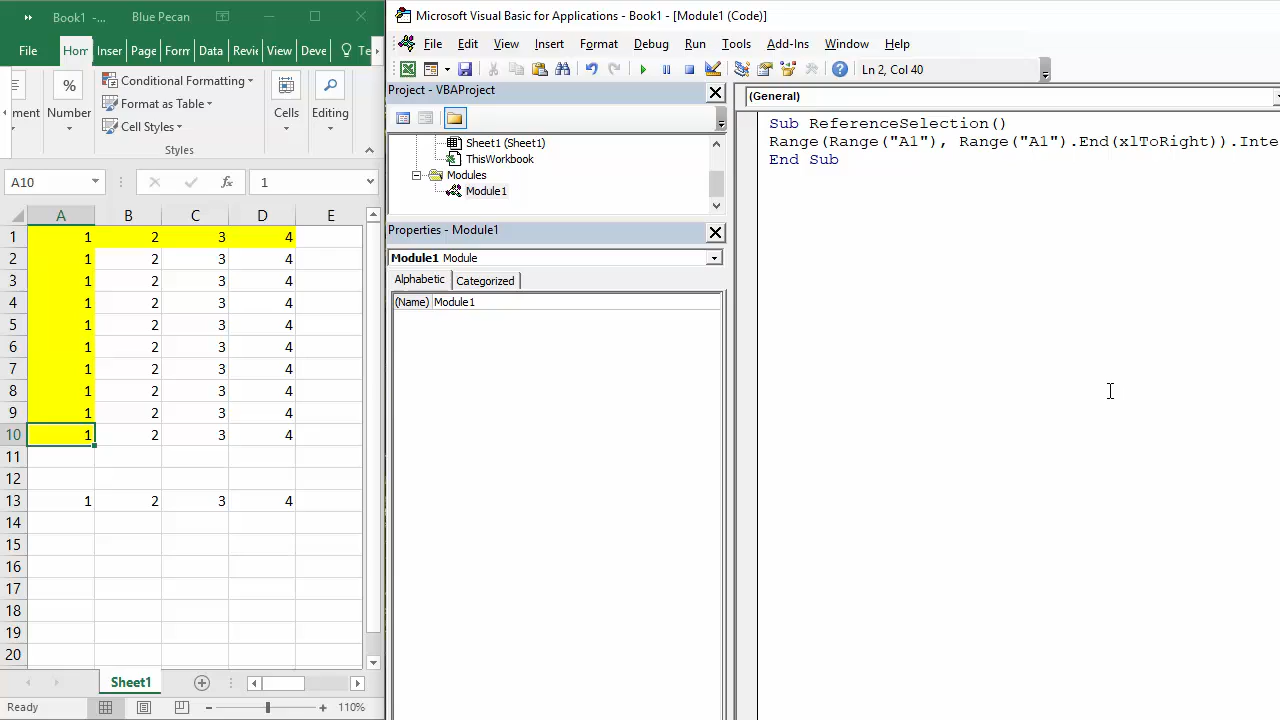 Book1 -...
Blue Pecan
File
Hom
Inser
Page
Forr
Data
Revie
View
Deve
Te
ment
Number
Conditional Formatting
Format as Table
Cell Styles
Styles
Cells
Editing
A10
fx
1
A B C D E
1 1 2 3 4
2 1 2 3 4
3 1 2 3 4
4 1 2 3 4
5 1 2 3 4
6 1 2 3 4
7 1 2 3 4
8 1 2 3 4
9 1 2 3 4
10 1 2 3 4
11
12
13 1 2 3 4
14
15
16
17
18
19
20
Sheet1
Ready
110%
Microsoft Visual Basic for Applications - Book1 - [Module1 (Code)]
File Edit View Insert Format Debug Run Tools Add-Ins Window Help
Ln 2, Col 40
Project - VBAProject
Sheet1 (Sheet1)
ThisWorkbook
Modules
Module1
Properties - Module1
Module1 Module
Alphabetic Categorized
(Name) Module1
(General)
Sub ReferenceSelection()
Range(Range("A1"), Range("A1").End(xlToRight)).Inte
End Sub